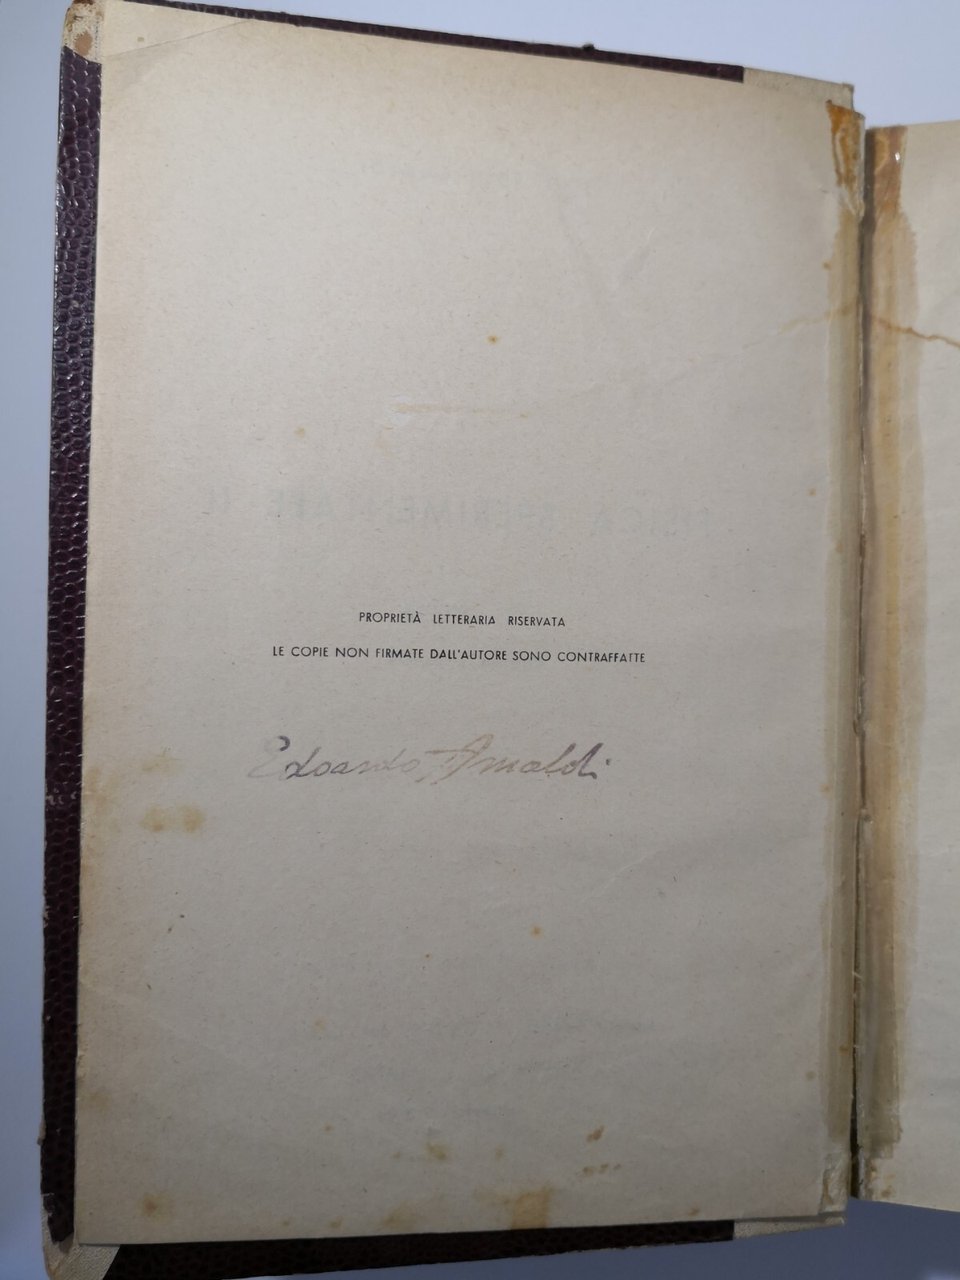 PROPRIETÀ LETTERARIA RISERVATA
LE COPIE NON FIRMATE DALL'AUTORE SONO CONTRAFFATTE
Edoardo Amaldi